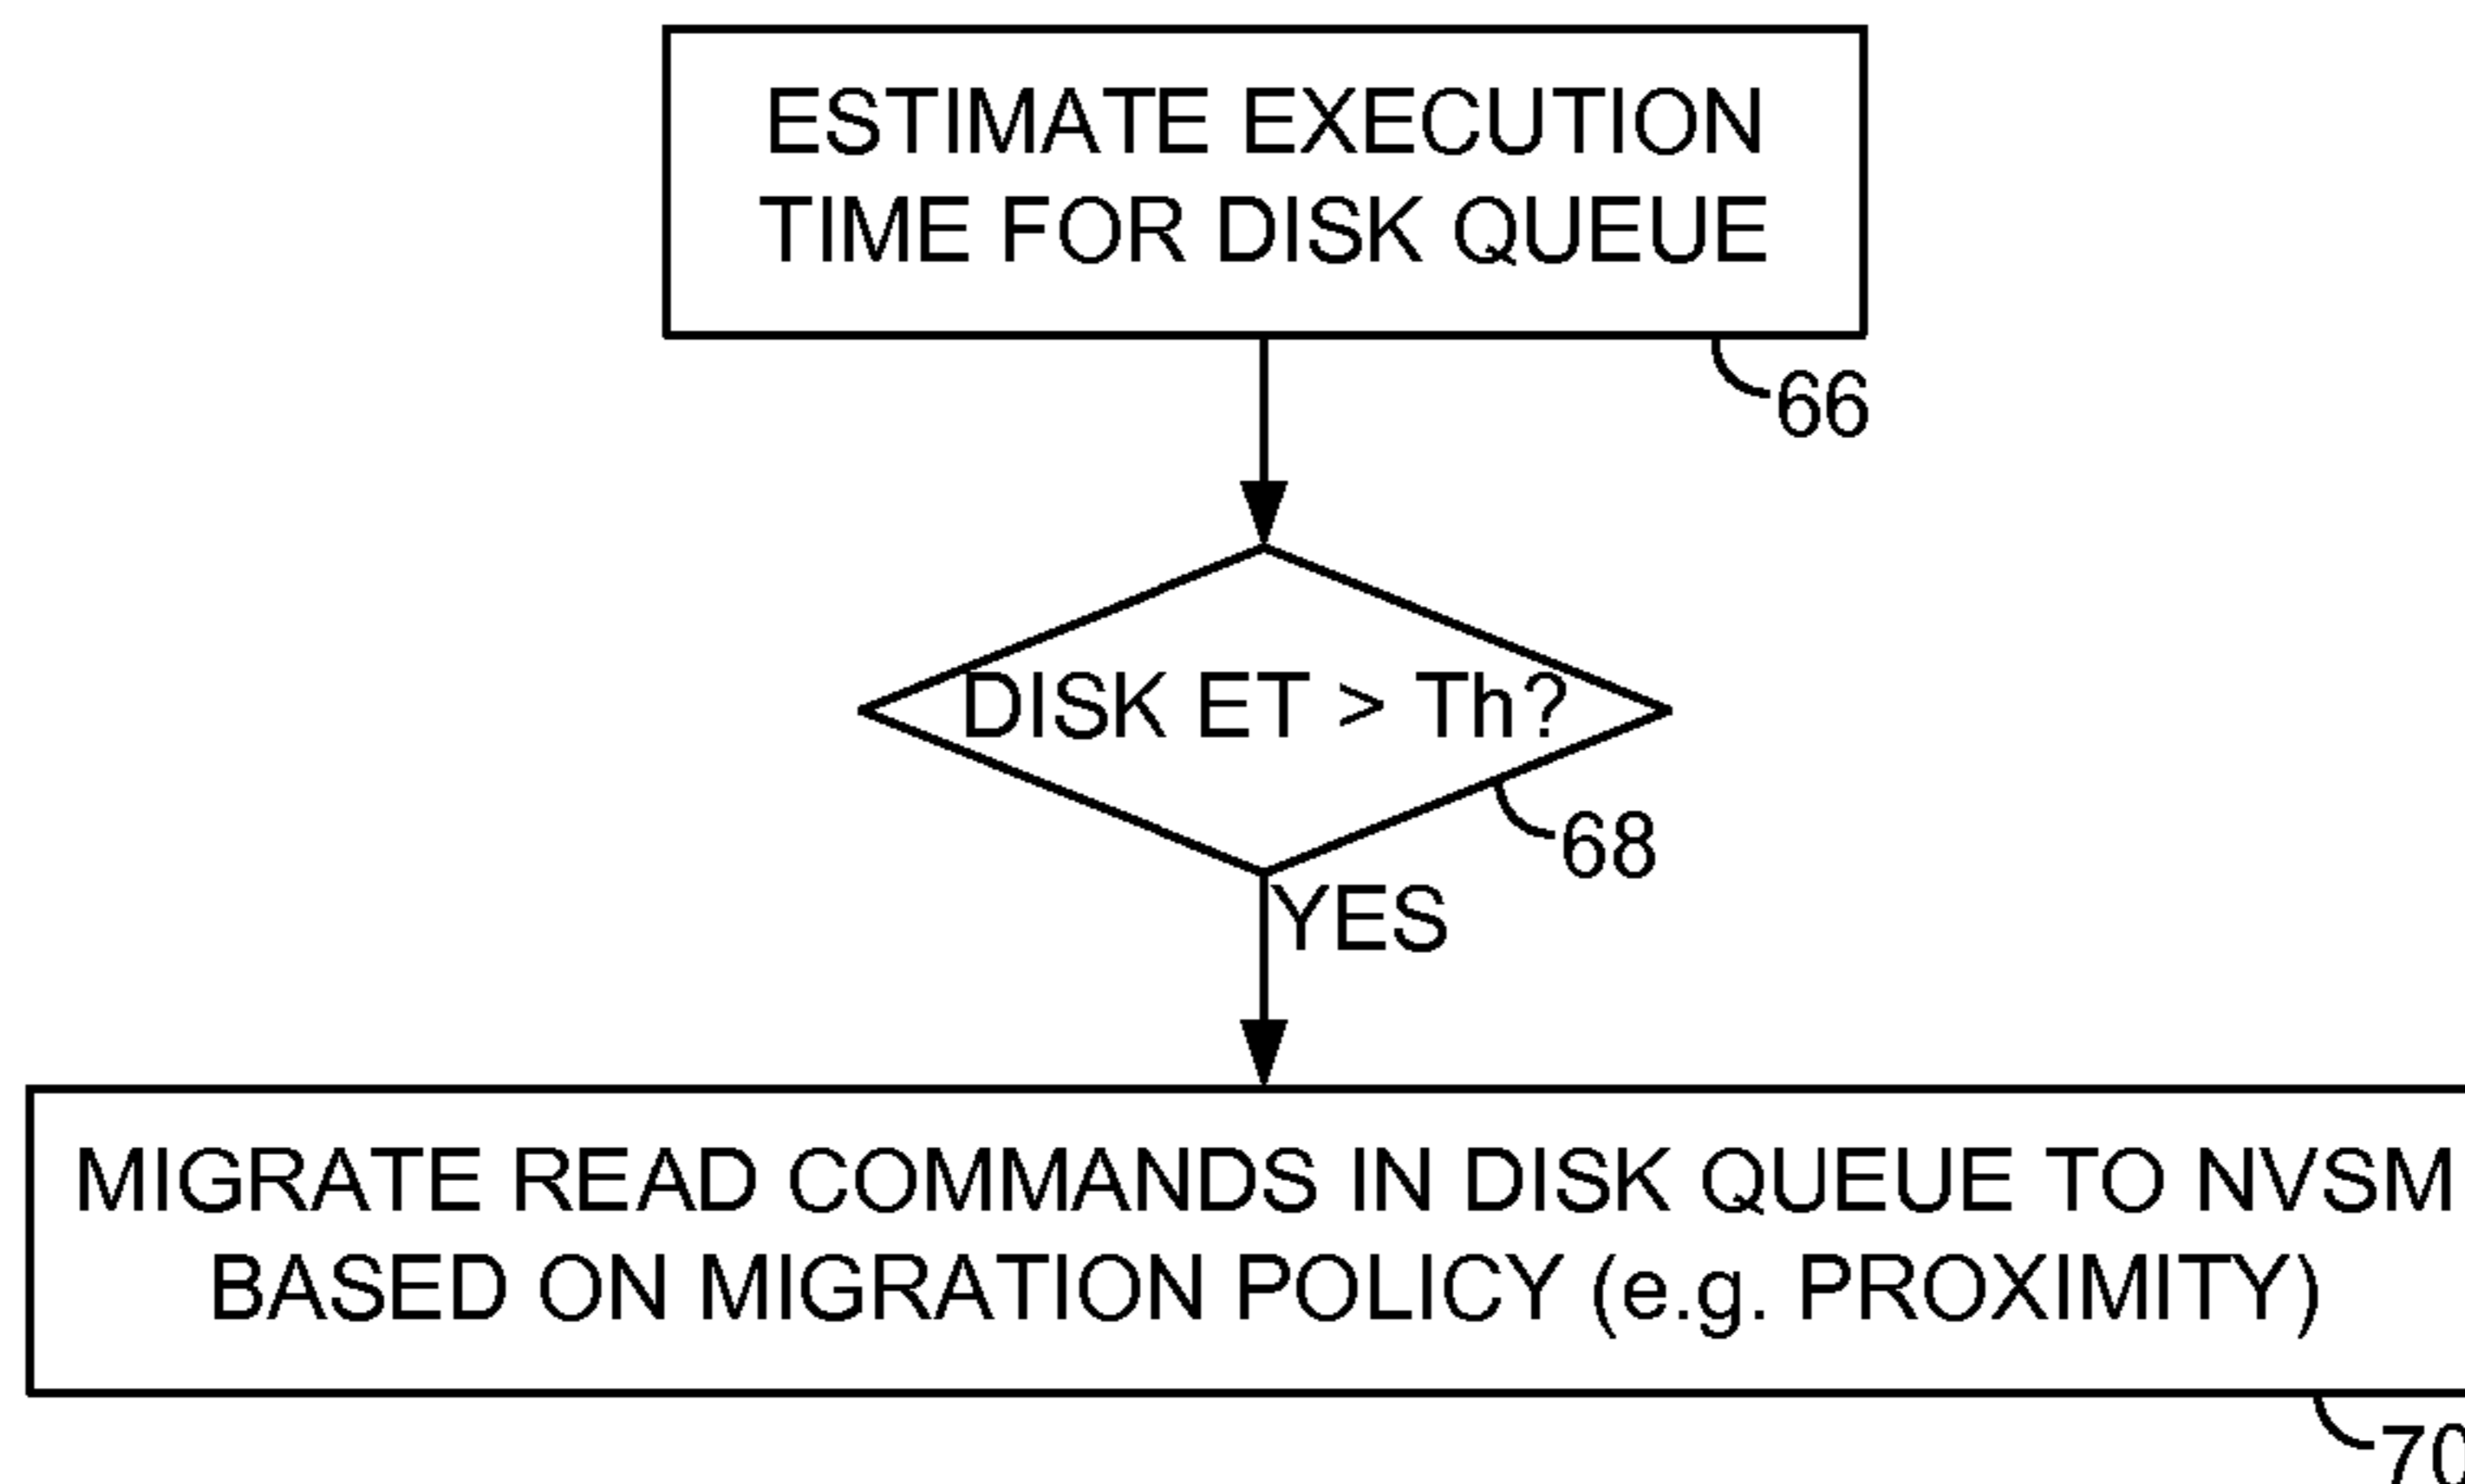 ESTIMATE EXECUTION
TIME FOR DISK QUEUE
66
DISK ET > Th?
68
YES
MIGRATE READ COMMANDS IN DISK QUEUE TO NVSM
BASED ON MIGRATION POLICY (e.g. PROXIMITY)
70